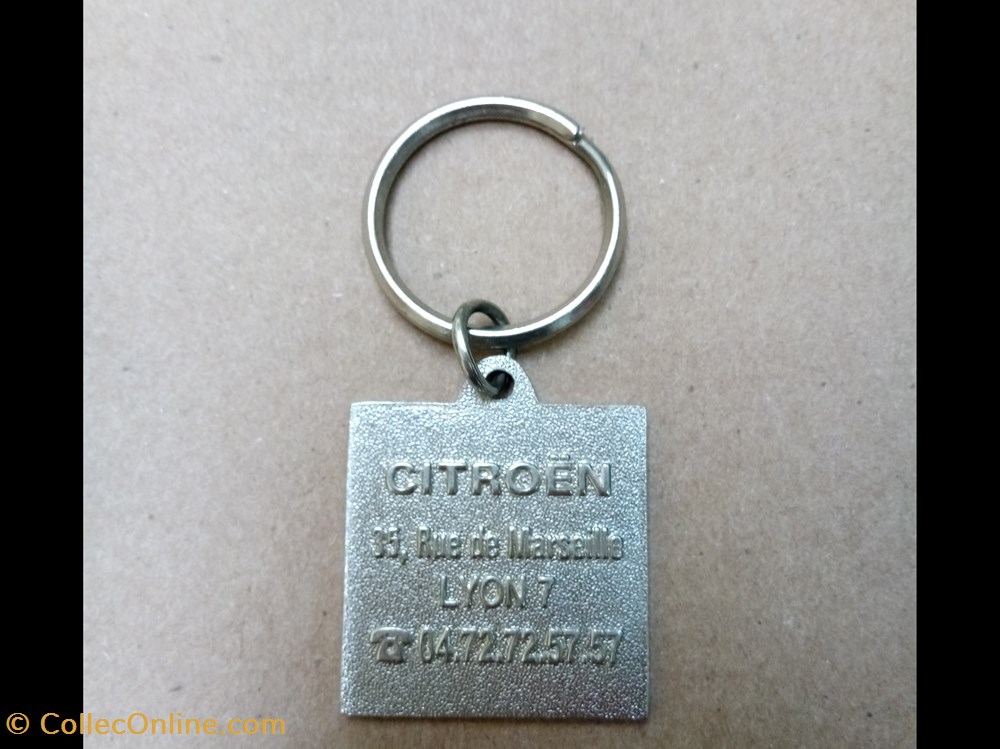 CITROËN
35, Rue de Marseille
LYON 7
☎ 04.72.72.57.57
© CollecOnline.com